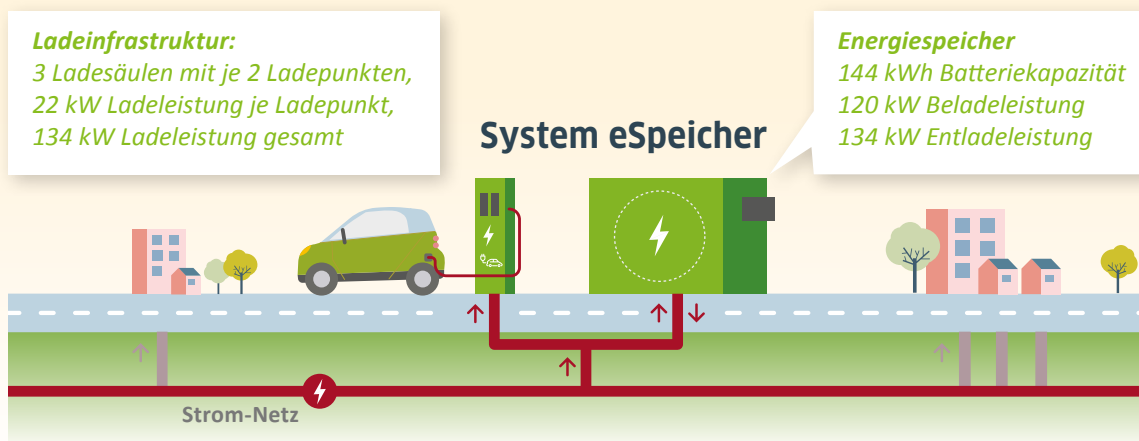 Ladeinfrastruktur:
3 Ladesäulen mit je 2 Ladepunkten,
22 kW Ladeleistung je Ladepunkt,
134 kW Ladeleistung gesamt
System eSpeicher
Energiespeicher
144 kWh Batteriekapazität
120 kW Beladeleistung
134 kW Entladeleistung
Strom-Netz